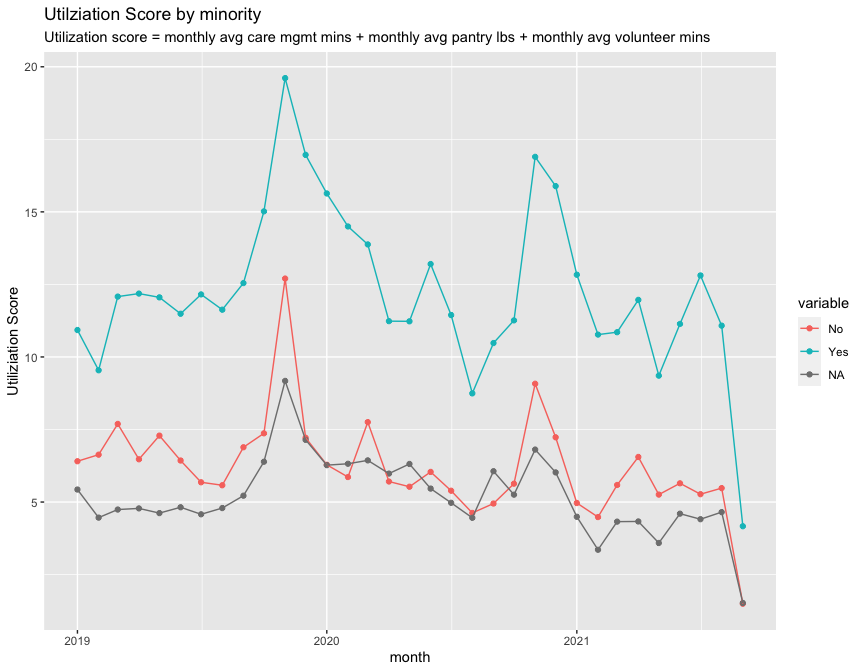 Utilziation Score by minority
Utilization score = monthly avg care mgmt mins + monthly avg pantry lbs + monthly avg volunteer mins
20
15
10
5
Utiliziation Score
2019
2020
2021
month
variable
No
Yes
NA